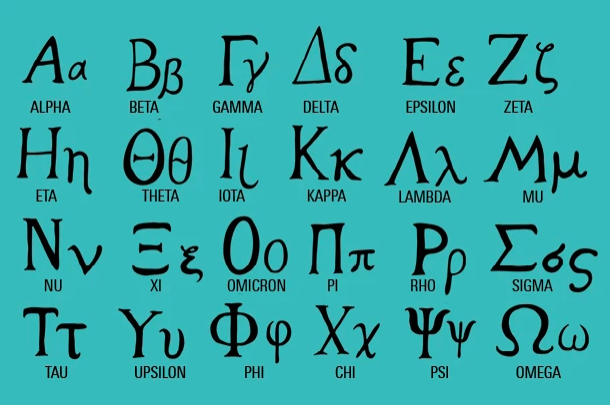 Αα Ββ Γγ Δδ Εε Ζζ
ALPHA BETA GAMMA DELTA EPSILON ZETA
Ηη Θθ Ιι Κκ Λλ Μμ
ETA THETA IOTA KAPPA LAMBDA MU
Νν Ξξ Οο Ππ Ρρ Σσς
NU XI OMICRON PI RHO SIGMA
Ττ Υυ Φφ Χχ Ψψ Ωω
TAU UPSILON PHI CHI PSI OMEGA